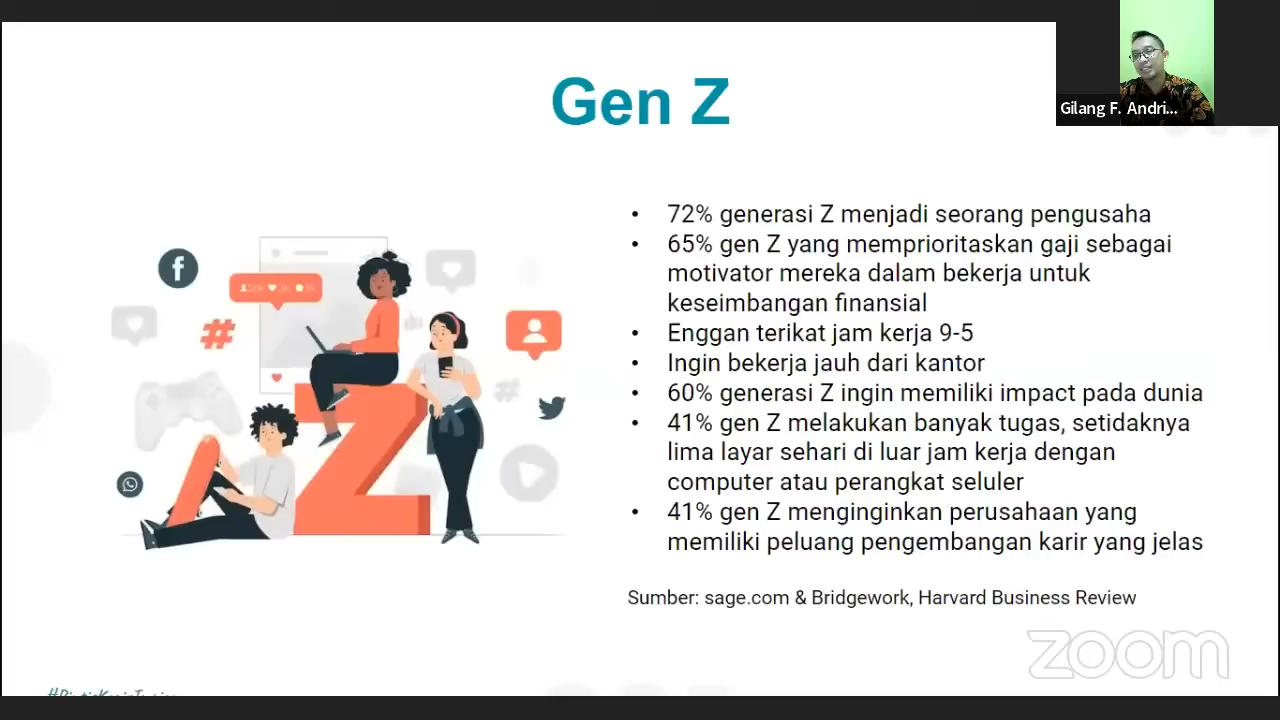 Gen Z
Gilang F. Andri...
• 72% generasi Z menjadi seorang pengusaha
• 65% gen Z yang memprioritaskan gaji sebagai
motivator mereka dalam bekerja untuk
keseimbangan finansial
• Enggan terikat jam kerja 9-5
• Ingin bekerja jauh dari kantor
• 60% generasi Z ingin memiliki impact pada dunia
• 41% gen Z melakukan banyak tugas, setidaknya
lima layar sehari di luar jam kerja dengan
computer atau perangkat seluler
• 41% gen Z menginginkan perusahaan yang
memiliki peluang pengembangan karir yang jelas
Sumber: sage.com & Bridgework, Harvard Business Review
zoom